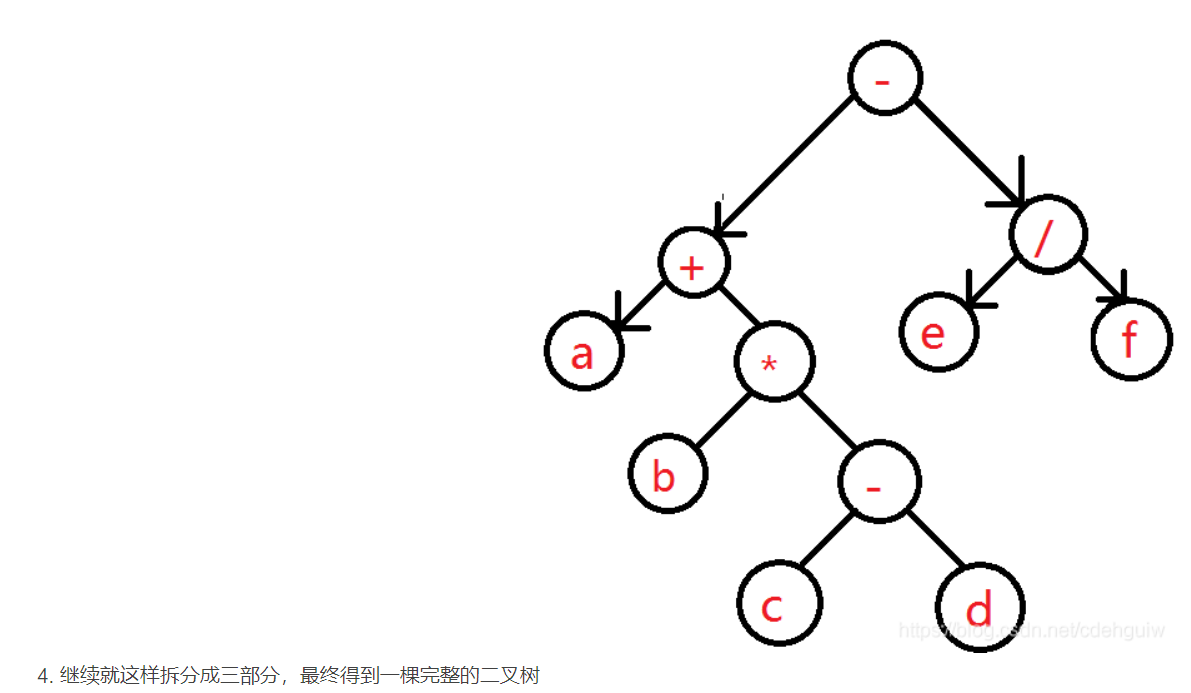 -
+
/
a
*
e
f
b
-
c
d
https://blog.csdn.net/cdehguiw
4. 继续就这样拆分成三部分，最终得到一棵完整的二叉树